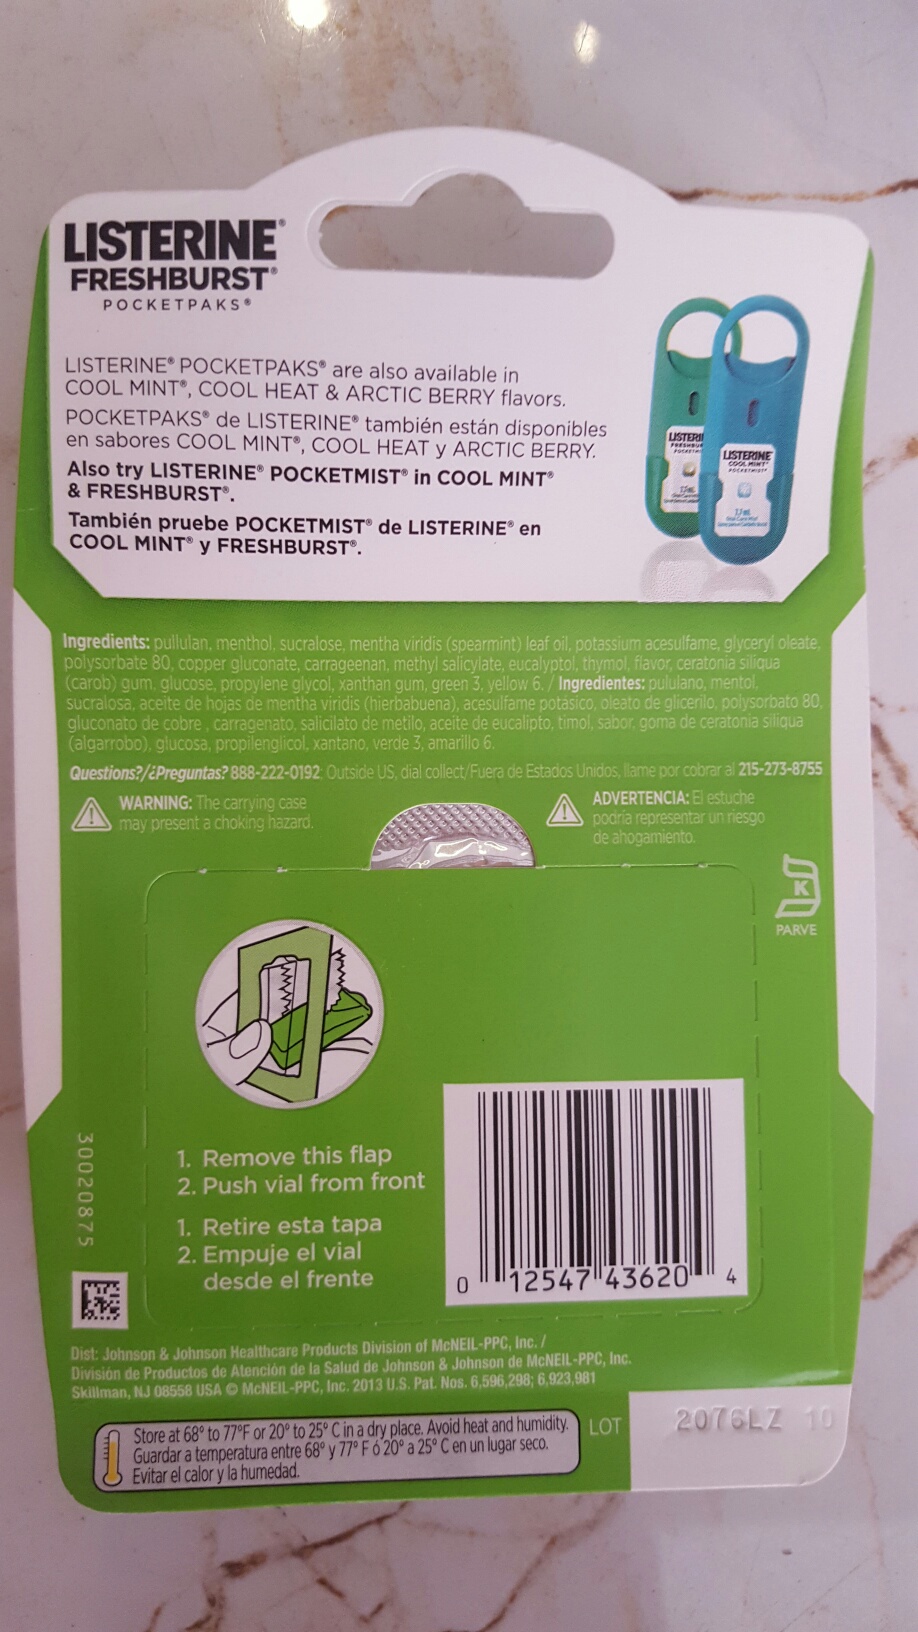 LISTERINE®
FRESHBURST®
POCKETPAKS®
LISTERINE® POCKETPAKS® are also available in
COOL MINT®, COOL HEAT & ARCTIC BERRY flavors.
POCKETPAKS® de LISTERINE® también están disponibles
en sabores COOL MINT®, COOL HEAT y ARCTIC BERRY.
Also try LISTERINE® POCKETMIST® in COOL MINT®
& FRESHBURST®.
También pruebe POCKETMIST® de LISTERINE® en
COOL MINT® y FRESHBURST®.
LISTERINE
COOL MINT®
POCKETMIST®
7.7 mL
Ingredients: pullulan, menthol, sucralose, mentha viridis (spearmint) leaf oil, potassium acesulfame, glyceryl oleate,
polysorbate 80, copper gluconate, carrageenan, methyl salicylate, eucalyptol, thymol, flavor, ceratonia siliqua
(carob) gum, glucose, propylene glycol, xanthan gum, green 3, yellow 6. / Ingredientes: pululano, mentol,
sucralosa, aceite de hojas de mentha viridis (hierbabuena), acesulfame potásico, oleato de glicerilo, polysorbato 80,
gluconato de cobre , carragenato, salicilato de metilo, aceite de eucalipto, timol, sabor, goma de ceratonia siliqua
(algarrobo), glucosa, propilenglicol, xantano, verde 3, amarillo 6.
Questions?/¿Preguntas? 888-222-0192; Outside US, dial collect/Fuera de Estados Unidos, llame por cobrar al 215-273-8755
WARNING: The carrying case
may present a choking hazard.
ADVERTENCIA: El estuche
podría representar un riesgo
de ahogamiento.
K
PARVE
1. Remove this flap
2. Push vial from front
1. Retire esta tapa
2. Empuje el vial
desde el frente
30020875
0 12547 43620 4
Dist: Johnson & Johnson Healthcare Products Division of McNEIL-PPC, Inc. /
División de Productos de Atención de la Salud de Johnson & Johnson de McNEIL-PPC, Inc.
Skillman, NJ 08558 USA © McNEIL-PPC, Inc. 2013 U.S. Pat. Nos. 6,596,298; 6,923,981
Store at 68° to 77°F or 20° to 25° C in a dry place. Avoid heat and humidity.
Guardar a temperatura entre 68° y 77° F ó 20° a 25° C en un lugar seco.
Evitar el calor y la humedad.
LOT 2076LZ 10